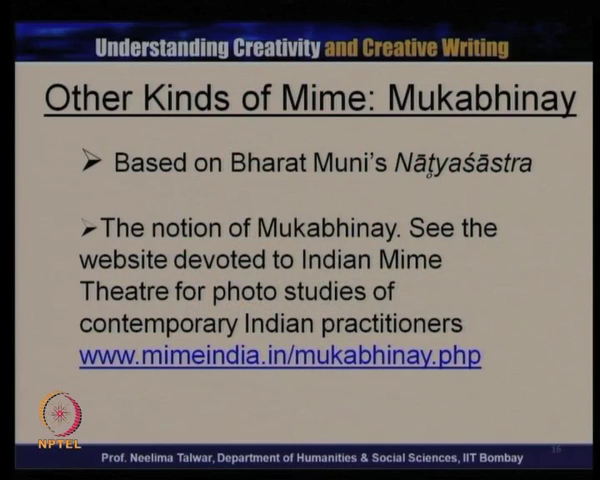 Understanding Creativity and Creative Writing
Other Kinds of Mime: Mukabhinay
➢ Based on Bharat Muni's Nāţyaśāstra
➢The notion of Mukabhinay. See the
website devoted to Indian Mime
Theatre for photo studies of
contemporary Indian practitioners
www.mimeindia.in/mukabhinay.php
NPTEL
16
Prof. Neelima Talwar, Department of Humanities & Social Sciences, IIT Bombay